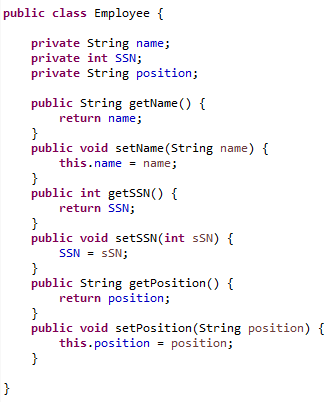 public class Employee {

    private String name;
    private int SSN;
    private String position;

    public String getName() {
        return name;
    }
    public void setName(String name) {
        this.name = name;
    }
    public int getSSN() {
        return SSN;
    }
    public void setSSN(int sSN) {
        SSN = sSN;
    }
    public String getPosition() {
        return position;
    }
    public void setPosition(String position) {
        this.position = position;
    }

}